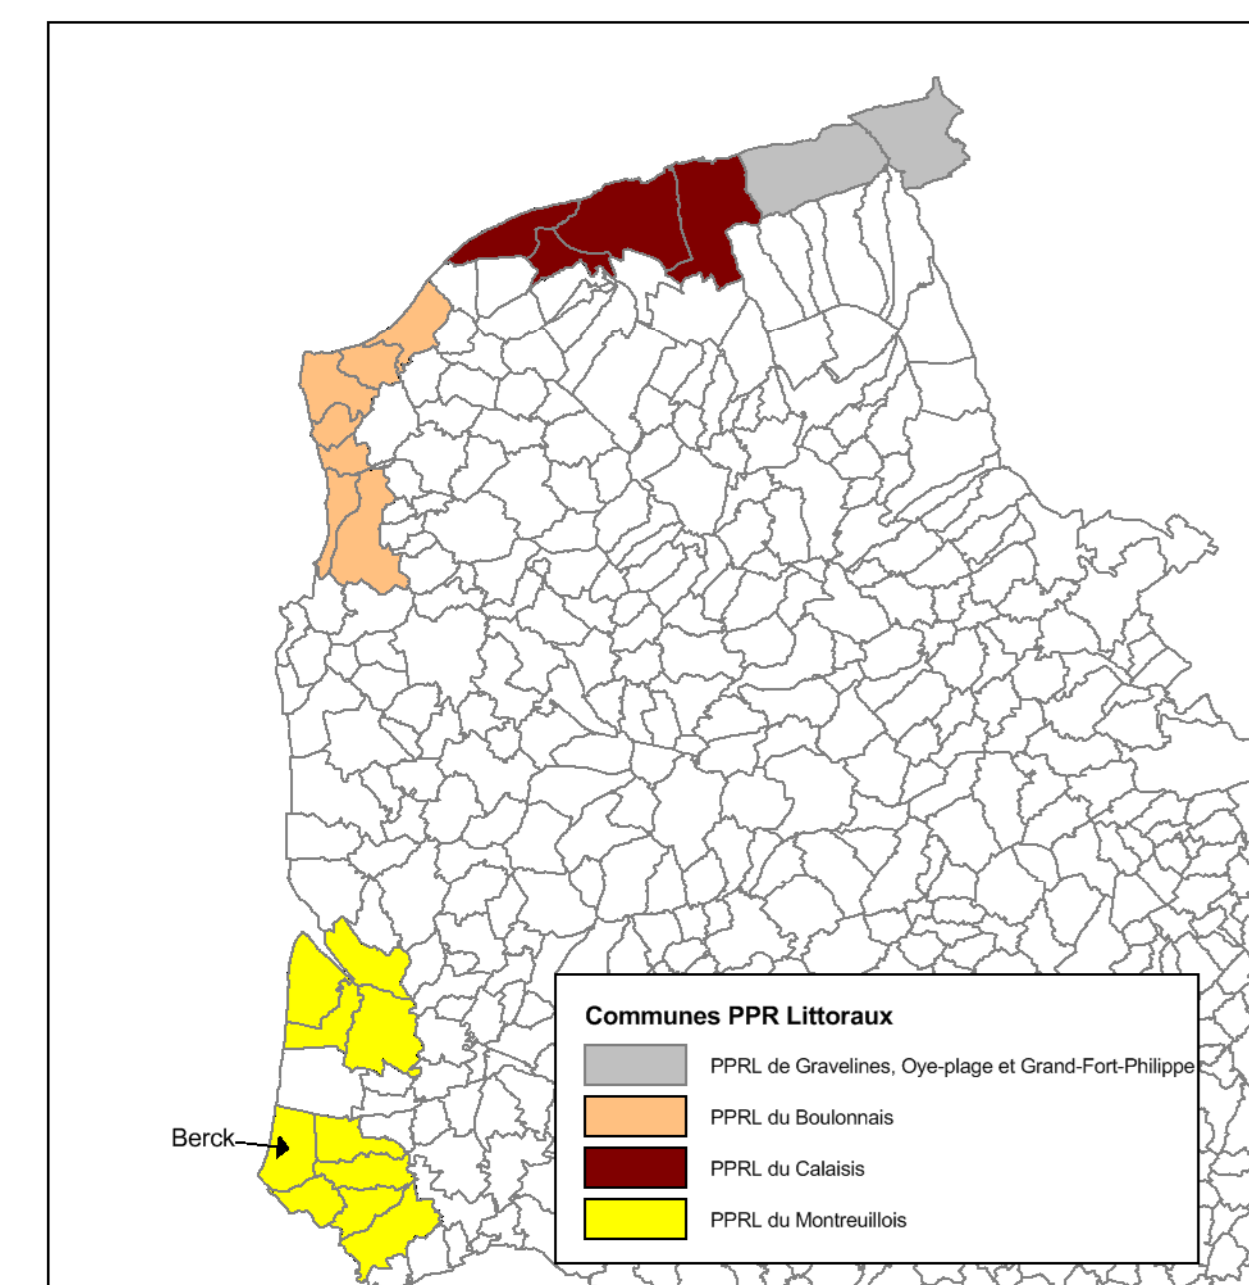 Berck
Communes PPR Littoraux
PPRL de Gravelines, Oye-plage et Grand-Fort-Philippe
PPRL du Boulonnais
PPRL du Calaisis
PPRL du Montreuillois